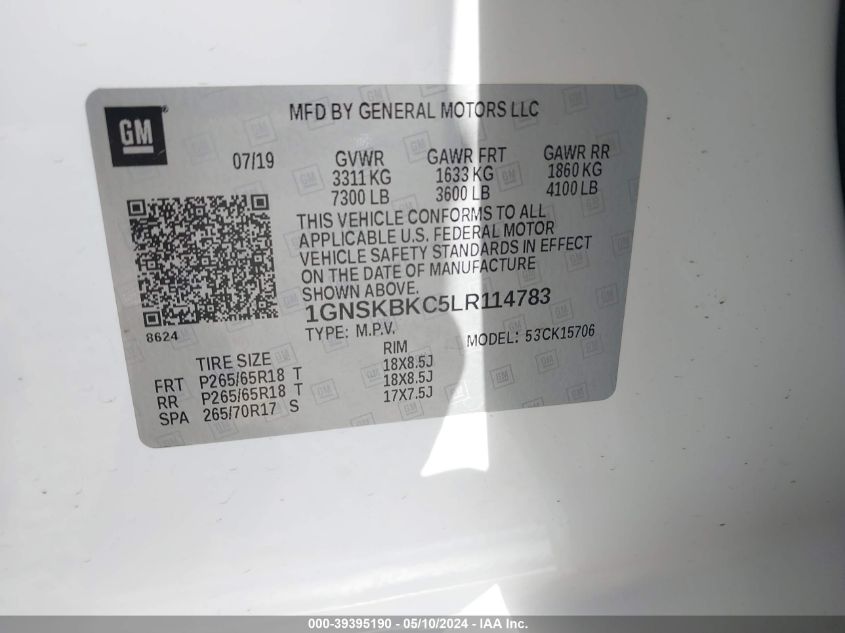 GM
MFD BY GENERAL MOTORS LLC
07/19 GVWR GAWR FRT GAWR RR
3311 KG 1633 KG 1860 KG
7300 LB 3600 LB 4100 LB
THIS VEHICLE CONFORMS TO ALL
APPLICABLE U.S. FEDERAL MOTOR
VEHICLE SAFETY STANDARDS IN EFFECT
ON THE DATE OF MANUFACTURE
SHOWN ABOVE.
1GNSKBKC5LR114783
8624 TYPE: M.P.V. MODEL: 53CK15706
TIRE SIZE RIM
FRT P265/65R18 T 18X8.5J
RR P265/65R18 T 18X8.5J
SPA 265/70R17 S 17X7.5J
000-39395190 - 05/10/2024 - IAA Inc.